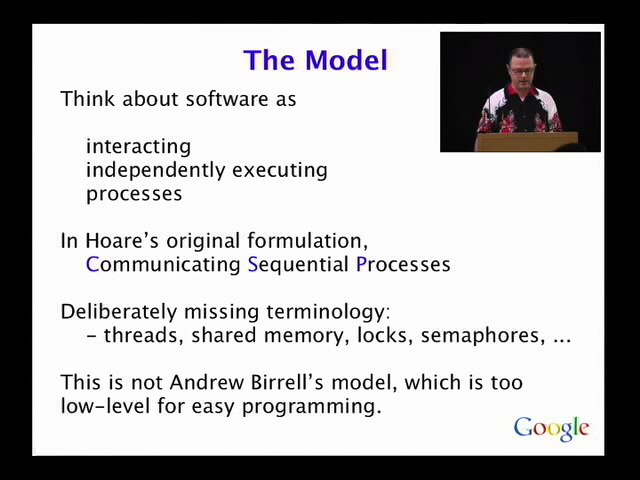 The Model
Think about software as
interacting
independently executing
processes
In Hoare's original formulation,
Communicating Sequential Processes
Deliberately missing terminology:
– threads, shared memory, locks, semaphores, ...
This is not Andrew Birrell's model, which is too
low-level for easy programming.
Google